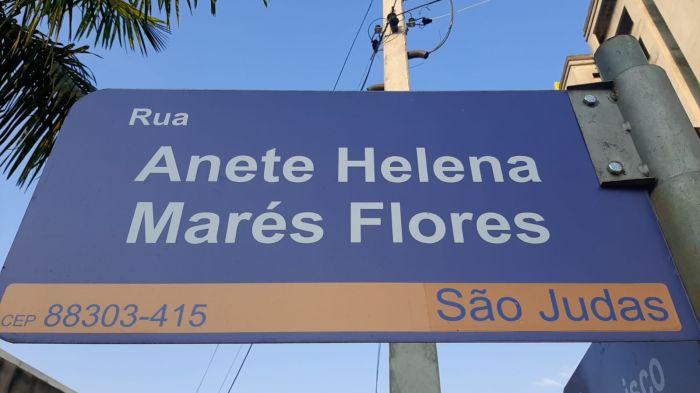 Rua
Anete Helena
Marés Flores
CEP 88303-415 São Judas